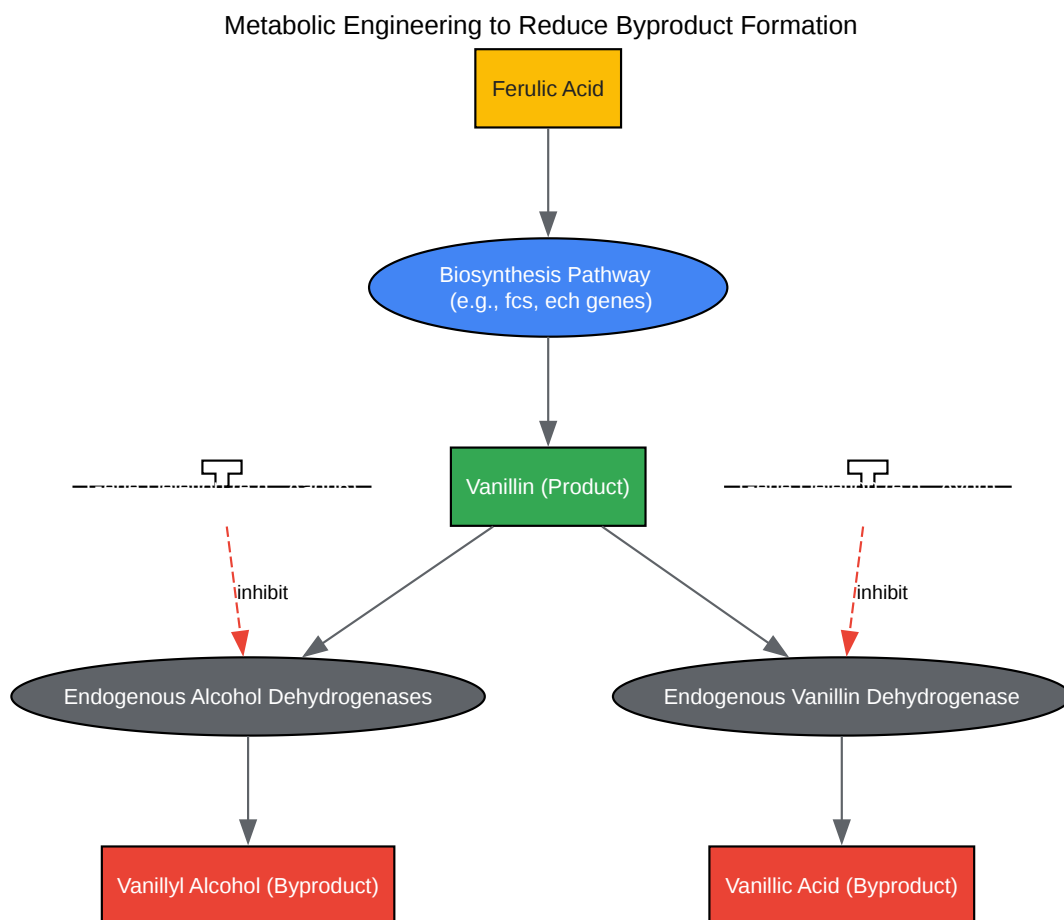 Metabolic Engineering to Reduce Byproduct Formation
Ferulic Acid
Biosynthesis Pathway
(e.g., fcs, ech genes)
Vanillin (Product)
inhibit
inhibit
Endogenous Alcohol Dehydrogenases
Endogenous Vanillin Dehydrogenase
Vanillyl Alcohol (Byproduct)
Vanillic Acid (Byproduct)